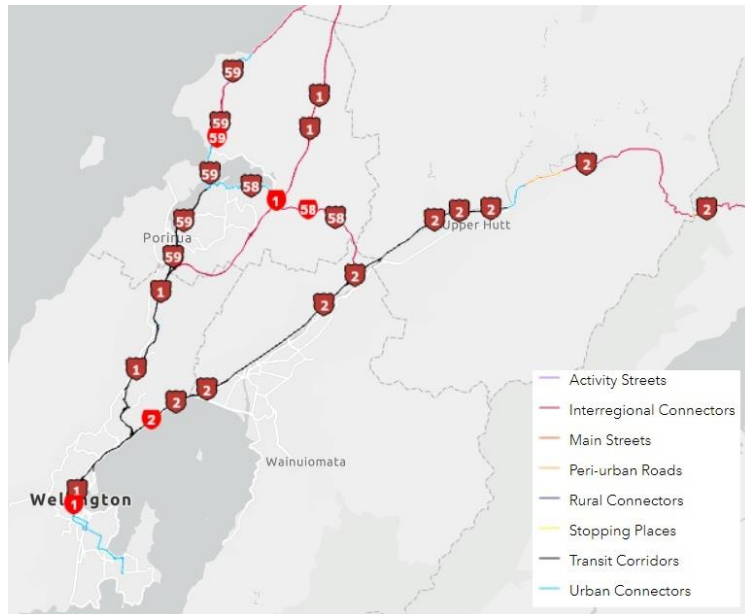 59
1
59
1
59
2
59
58
1
58
58
2
2
2
2
59
Upper Hutt
Porirua
59
2
1
2
1
2
2
2
Wainuiomata
1
Wellington
1
Activity Streets
Interregional Connectors
Main Streets
Peri-urban Roads
Rural Connectors
Stopping Places
Transit Corridors
Urban Connectors